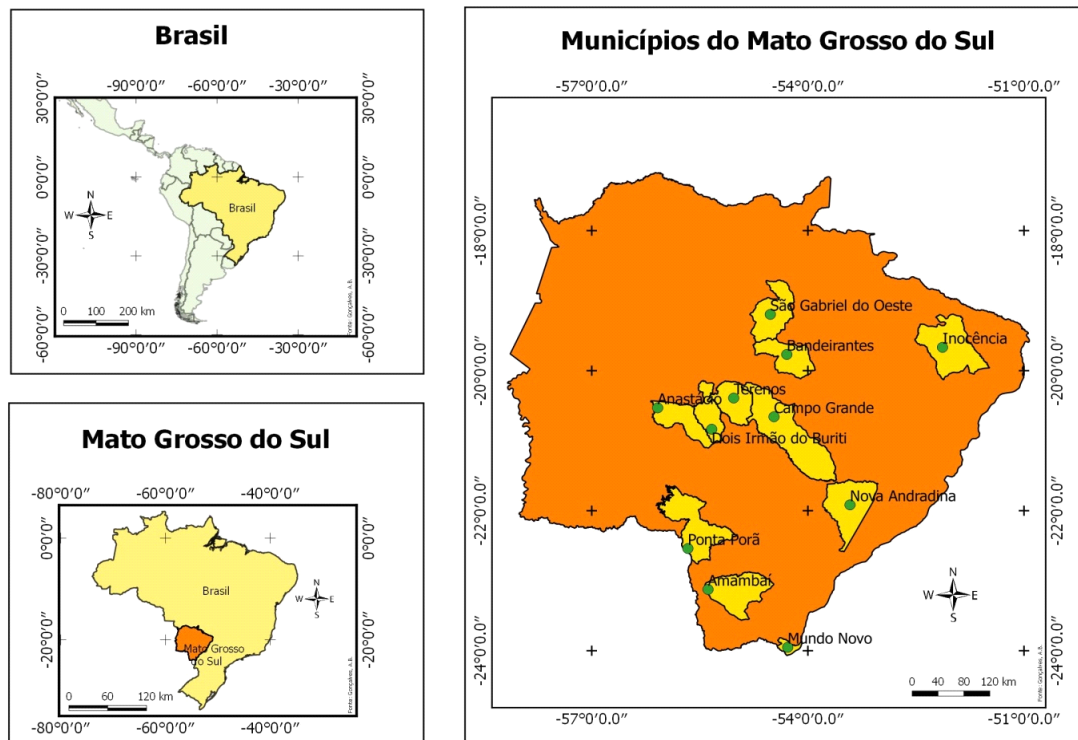 Brasil
-90°0'0'' -60°0'0'' -30°0'0''
30°0'0''
0°0'0''
-30°0'0''
-60°0'0''
30°0'0''
0°0'0''
-30°0'0''
-60°0'0''
Brasil
N
W E
S
0 100 200 km
Fonte: Gonçalves, A.B.
-90°0'0'' -60°0'0'' -30°0'0''
Mato Grosso do Sul
-80°0'0'' -60°0'0'' -40°0'0''
0°0'0''
-20°0'0''
0°0'0''
-20°0'0''
Brasil
N
W E
S
Mato Grosso
do Sul
0 60 120 km
Fonte: Gonçalves, A.B.
-80°0'0'' -60°0'0'' -40°0'0''
Municípios do Mato Grosso do Sul
-57°0'0.0'' -54°0'0.0'' -51°0'0.0''
-18°0'0.0''
-20°0'0.0''
-22°0'0.0''
-24°0'0.0''
-18°0'0.0''
-20°0'0.0''
-22°0'0.0''
-24°0'0.0''
São Gabriel do Oeste
Bandeirantes
Inocência
Terenos
Anastácio
Campo Grande
Dois Irmão do Buriti
Nova Andradina
Ponta Porã
Amambaí
Mundo Novo
N
W E
S
0 40 80 120 km
Fonte: Gonçalves, A.B.
-57°0'0.0'' -54°0'0.0'' -51°0'0.0''